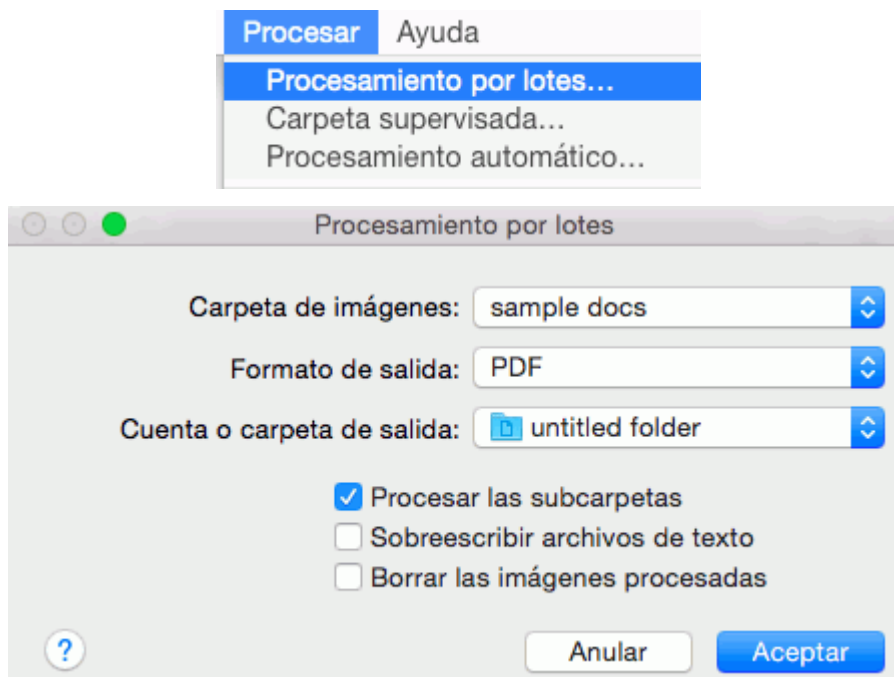 Procesar Ayuda
Procesamiento por lotes...
Carpeta supervisada...
Procesamiento automático...
Procesamiento por lotes
Carpeta de imágenes: sample docs
Formato de salida: PDF
Cuenta o carpeta de salida: untitled folder
Procesar las subcarpetas
Sobreescribir archivos de texto
Borrar las imágenes procesadas
? Anular Aceptar